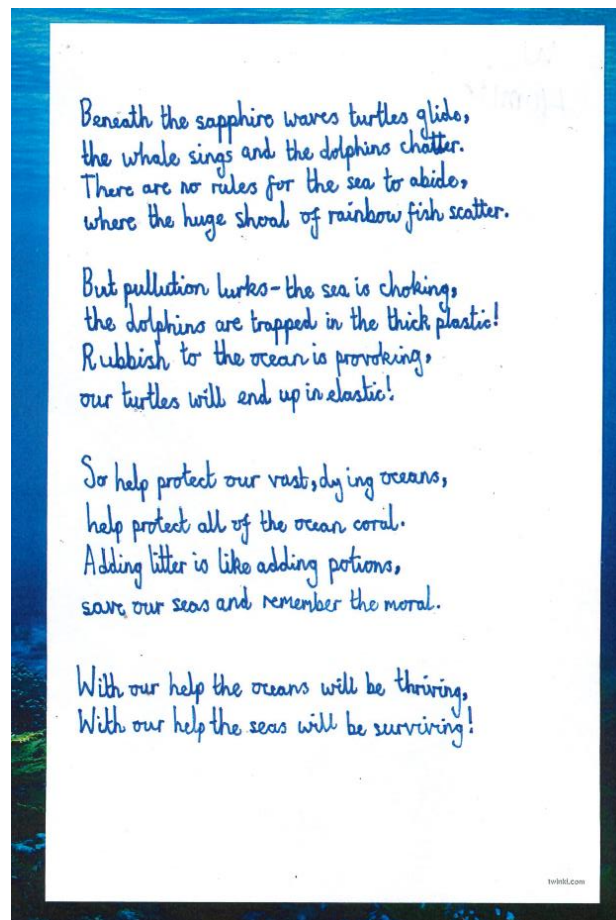 Beneath the sapphire waves turtles glide,
the whale sings and the dolphins chatter.
There are no rules for the sea to abide,
where the huge shoal of rainbow fish scatter.
But pullution lurks - the sea is choking,
the dolphins are trapped in the thick plastic!
Rubbish to the ocean is provoking,
our turtles will end up in elastic!
So help protect our vast, dying oceans,
help protect all of the ocean coral.
Adding litter is like adding potions,
save our seas and remember the moral.
With our help the oceans will be thriving,
With our help the seas will be surviving!
twinkl.com